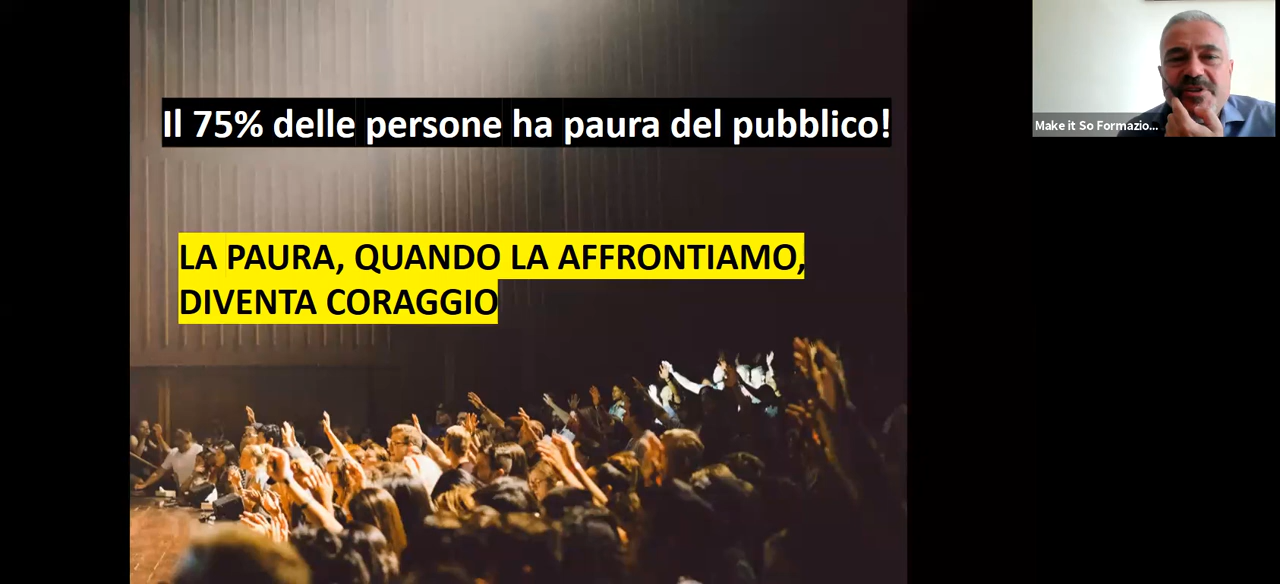 Il 75% delle persone ha paura del pubblico!
LA PAURA, QUANDO LA AFFRONTIAMO,
DIVENTA CORAGGIO
Make it So Formazio...